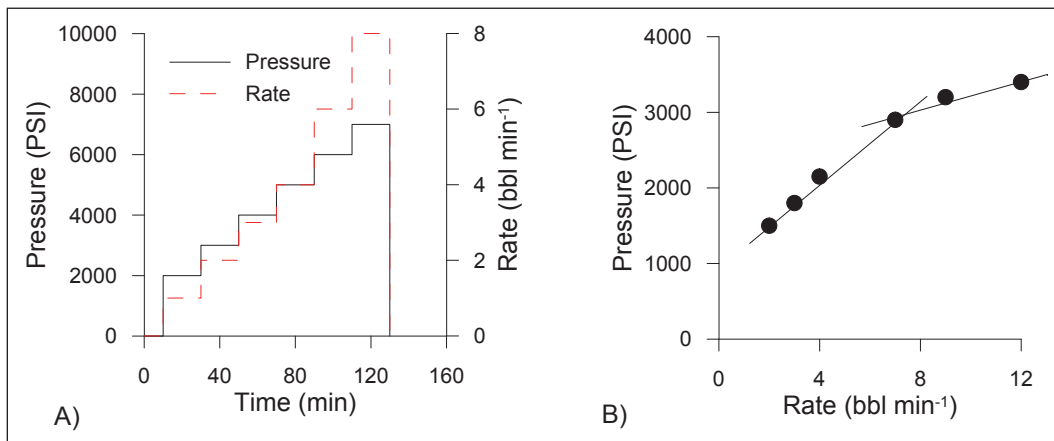 10000
8000
6000
4000
2000
0
Pressure (PSI)
Pressure
Rate
8
6
4
2
0
Rate (bbl min-1)
0 40 80 120 160
Time (min)
A)
4000
3000
2000
1000
0
Pressure (PSI)
0 4 8 12
Rate (bbl min-1)
B)